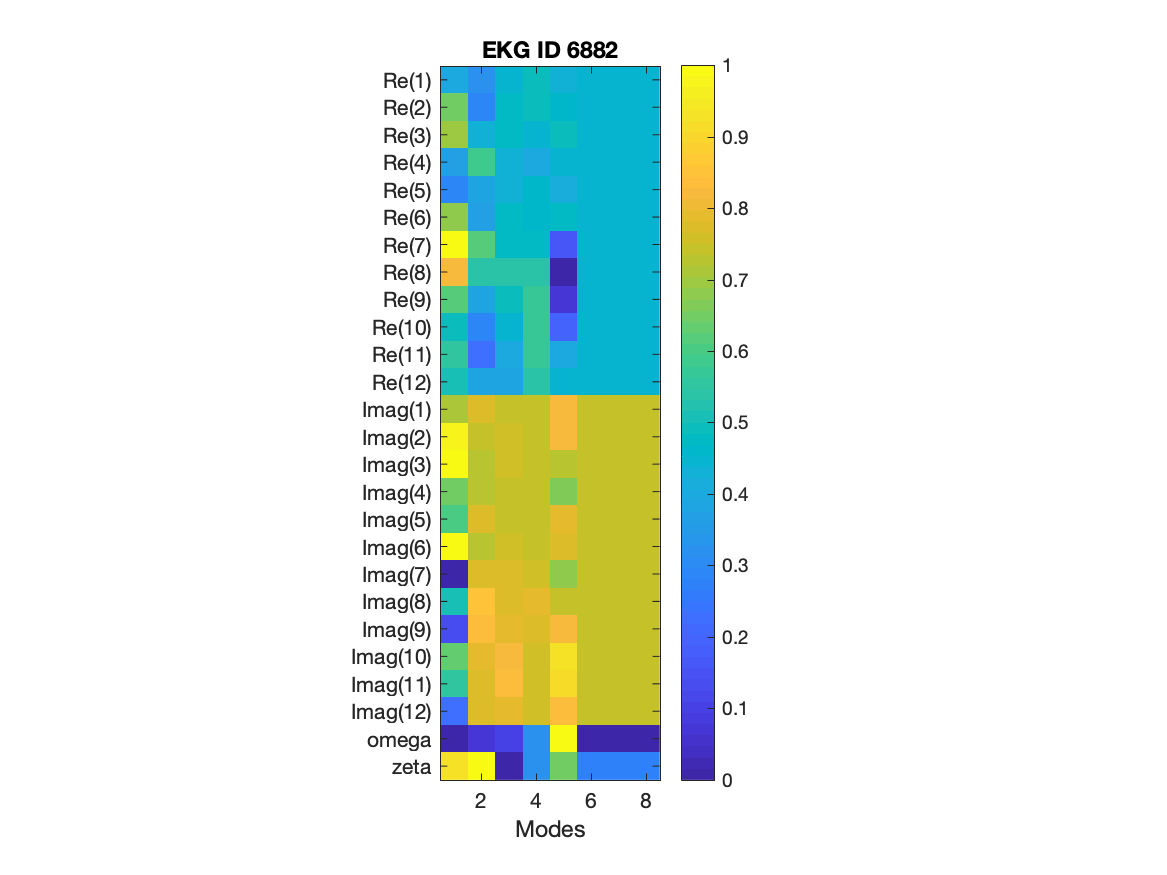 EKG ID 6882
Re(1)
Re(2)
Re(3)
Re(4)
Re(5)
Re(6)
Re(7)
Re(8)
Re(9)
Re(10)
Re(11)
Re(12)
Imag(1)
Imag(2)
Imag(3)
Imag(4)
Imag(5)
Imag(6)
Imag(7)
Imag(8)
Imag(9)
Imag(10)
Imag(11)
Imag(12)
omega
zeta
2 4 6 8
Modes
1
0.9
0.8
0.7
0.6
0.5
0.4
0.3
0.2
0.1
0